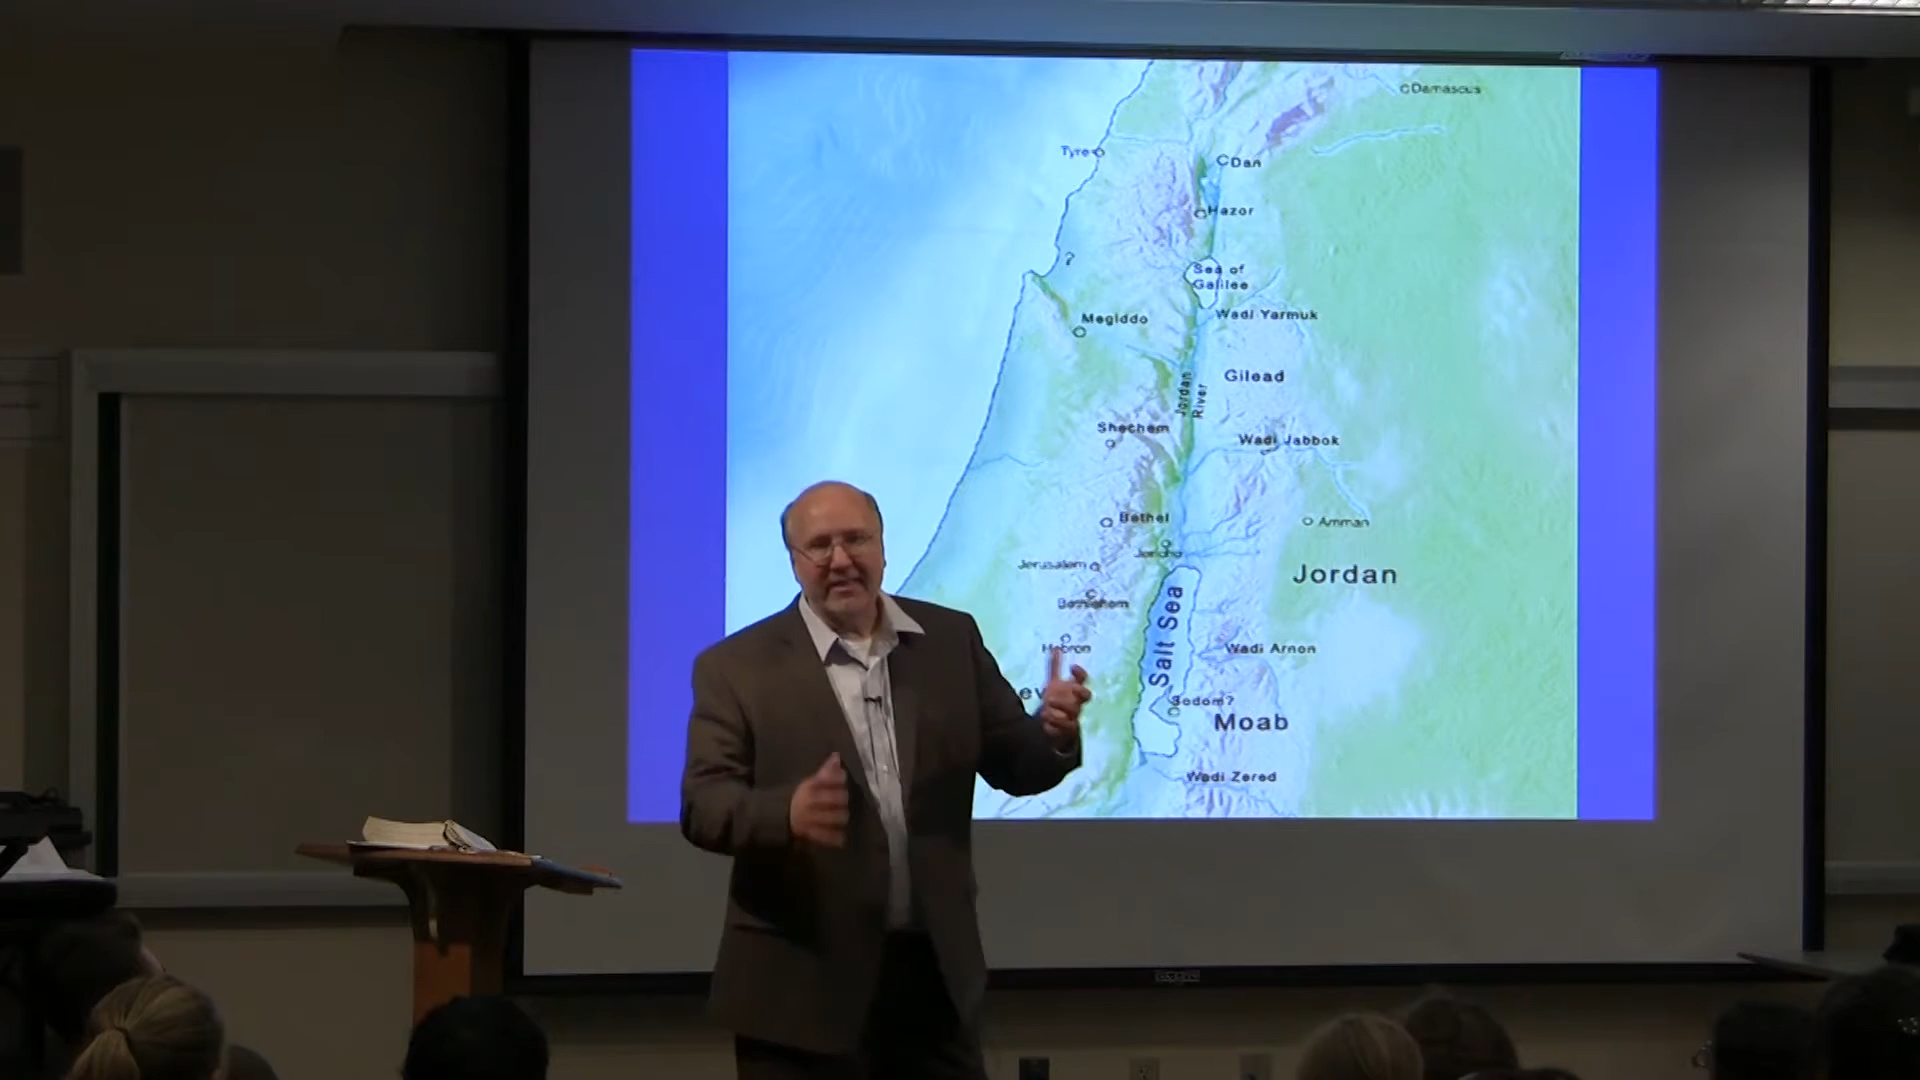 Damascus
Tyre
Dan
Hazor
?
Sea of
Galilee
Wadi Yarmuk
Megiddo
Gilead
Jordan
River
Shechem
Wadi Jabbok
Bethel
Amman
Jericho
Jerusalem
Jordan
Bethlehem
Salt Sea
Hebron
Wadi Arnon
ev
Sodom?
Moab
Wadi Zered